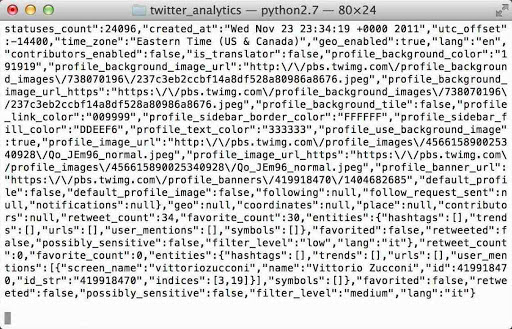 twitter_analytics — python2.7 — 80×24
statuses_count":24096,"created_at":"Wed Nov 23 23:34:19 +0000 2011","utc_offset
":-14400,"time_zone":"Eastern Time (US & Canada)","geo_enabled":true,"lang":"en",
"contributors_enabled":false,"is_translator":false,"profile_background_color":"1
91919","profile_background_image_url":"http:\/\/pbs.twimg.com\/profile_backgroun
d_images\/738070196\/237c3eb2ccbf14a8df528a80986a8676.jpeg","profile_background_
image_url_https":"https:\/\/pbs.twimg.com\/profile_background_images\/738070196\
/237c3eb2ccbf14a8df528a80986a8676.jpeg","profile_background_tile":false,"profile
_link_color":"009999","profile_sidebar_border_color":"FFFFFF","profile_sidebar_f
ill_color":"DDEEF6","profile_text_color":"333333","profile_use_background_image"
:true,"profile_image_url":"http:\/\/pbs.twimg.com\/profile_images\/4566158900253
40928\/Qo_JEm96_normal.jpeg","profile_image_url_https":"https:\/\/pbs.twimg.com\
/profile_images\/456615890025340928\/Qo_JEm96_normal.jpeg","profile_banner_url":
"https:\/\/pbs.twimg.com\/profile_banners\/419918470\/1404682685","default_profi
le":false,"default_profile_image":false,"following":null,"follow_request_sent":n
ull,"notifications":null},"geo":null,"coordinates":null,"place":null,"contributo
rs":null,"retweet_count":34,"favorite_count":30,"entities":{"hashtags":[],"trend
s":[],"urls":[],"user_mentions":[],"symbols":[]},"favorited":false,"retweeted":f
alse,"possibly_sensitive":false,"filter_level":"low","lang":"it"},"retweet_count
":0,"favorite_count":0,"entities":{"hashtags":[],"trends":[],"urls":[],"user_men
tions":[{"screen_name":"vittoriozucconi","name":"Vittorio Zucconi","id":41991847
0,"id_str":"419918470","indices":[3,19]}],"symbols":[]},"favorited":false,"retwe
eted":false,"possibly_sensitive":false,"filter_level":"medium","lang":"it"}